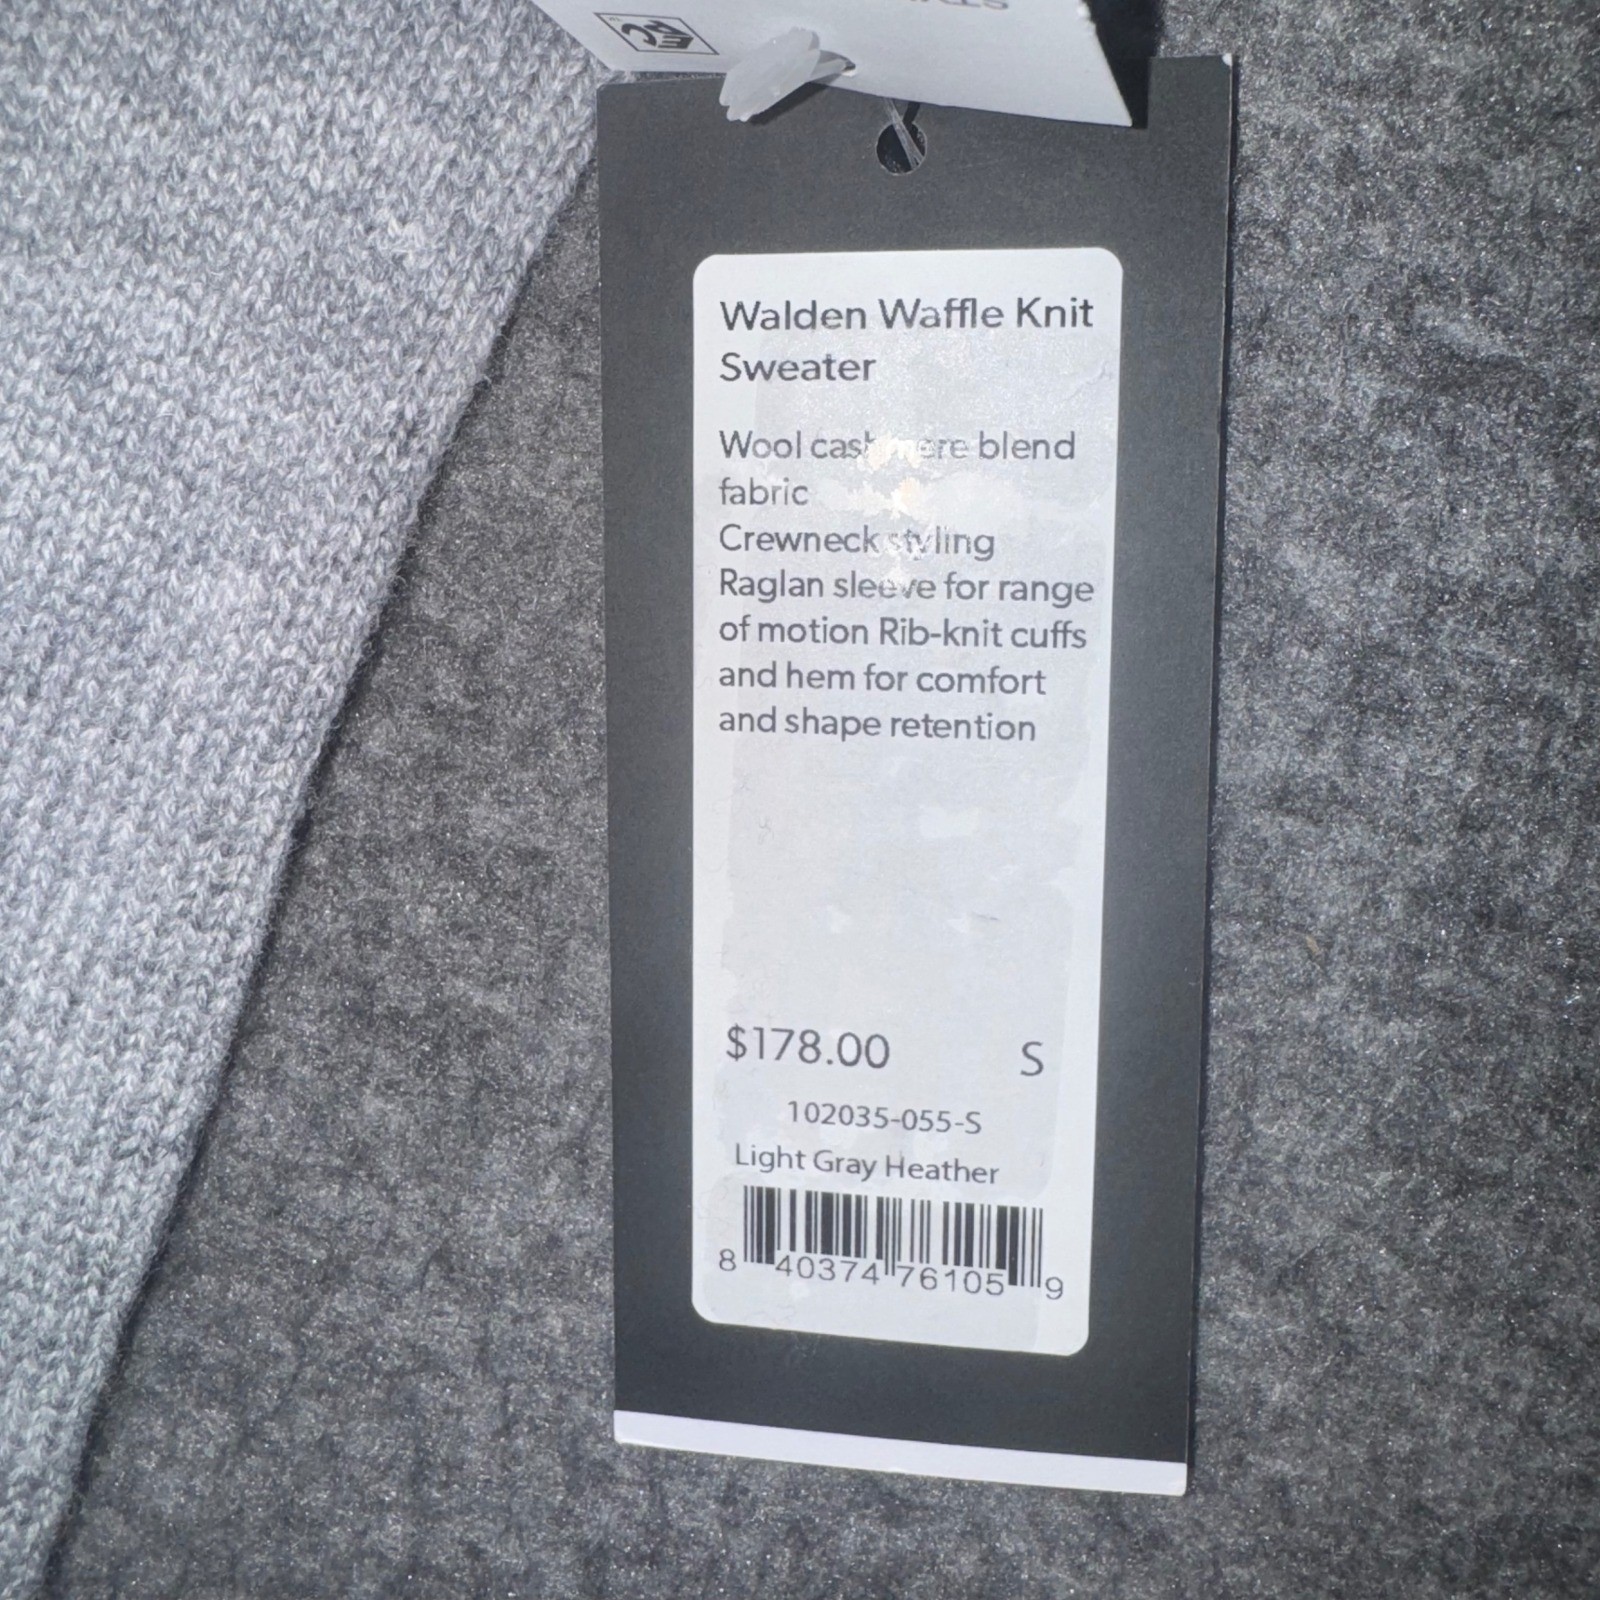 Walden Waffle Knit
Sweater
Wool cashmere blend
fabric
Crewneck styling
Raglan sleeve for range
of motion Rib-knit cuffs
and hem for comfort
and shape retention
$178.00 S
102035-055-S
Light Gray Heather
8 40374 76105 9